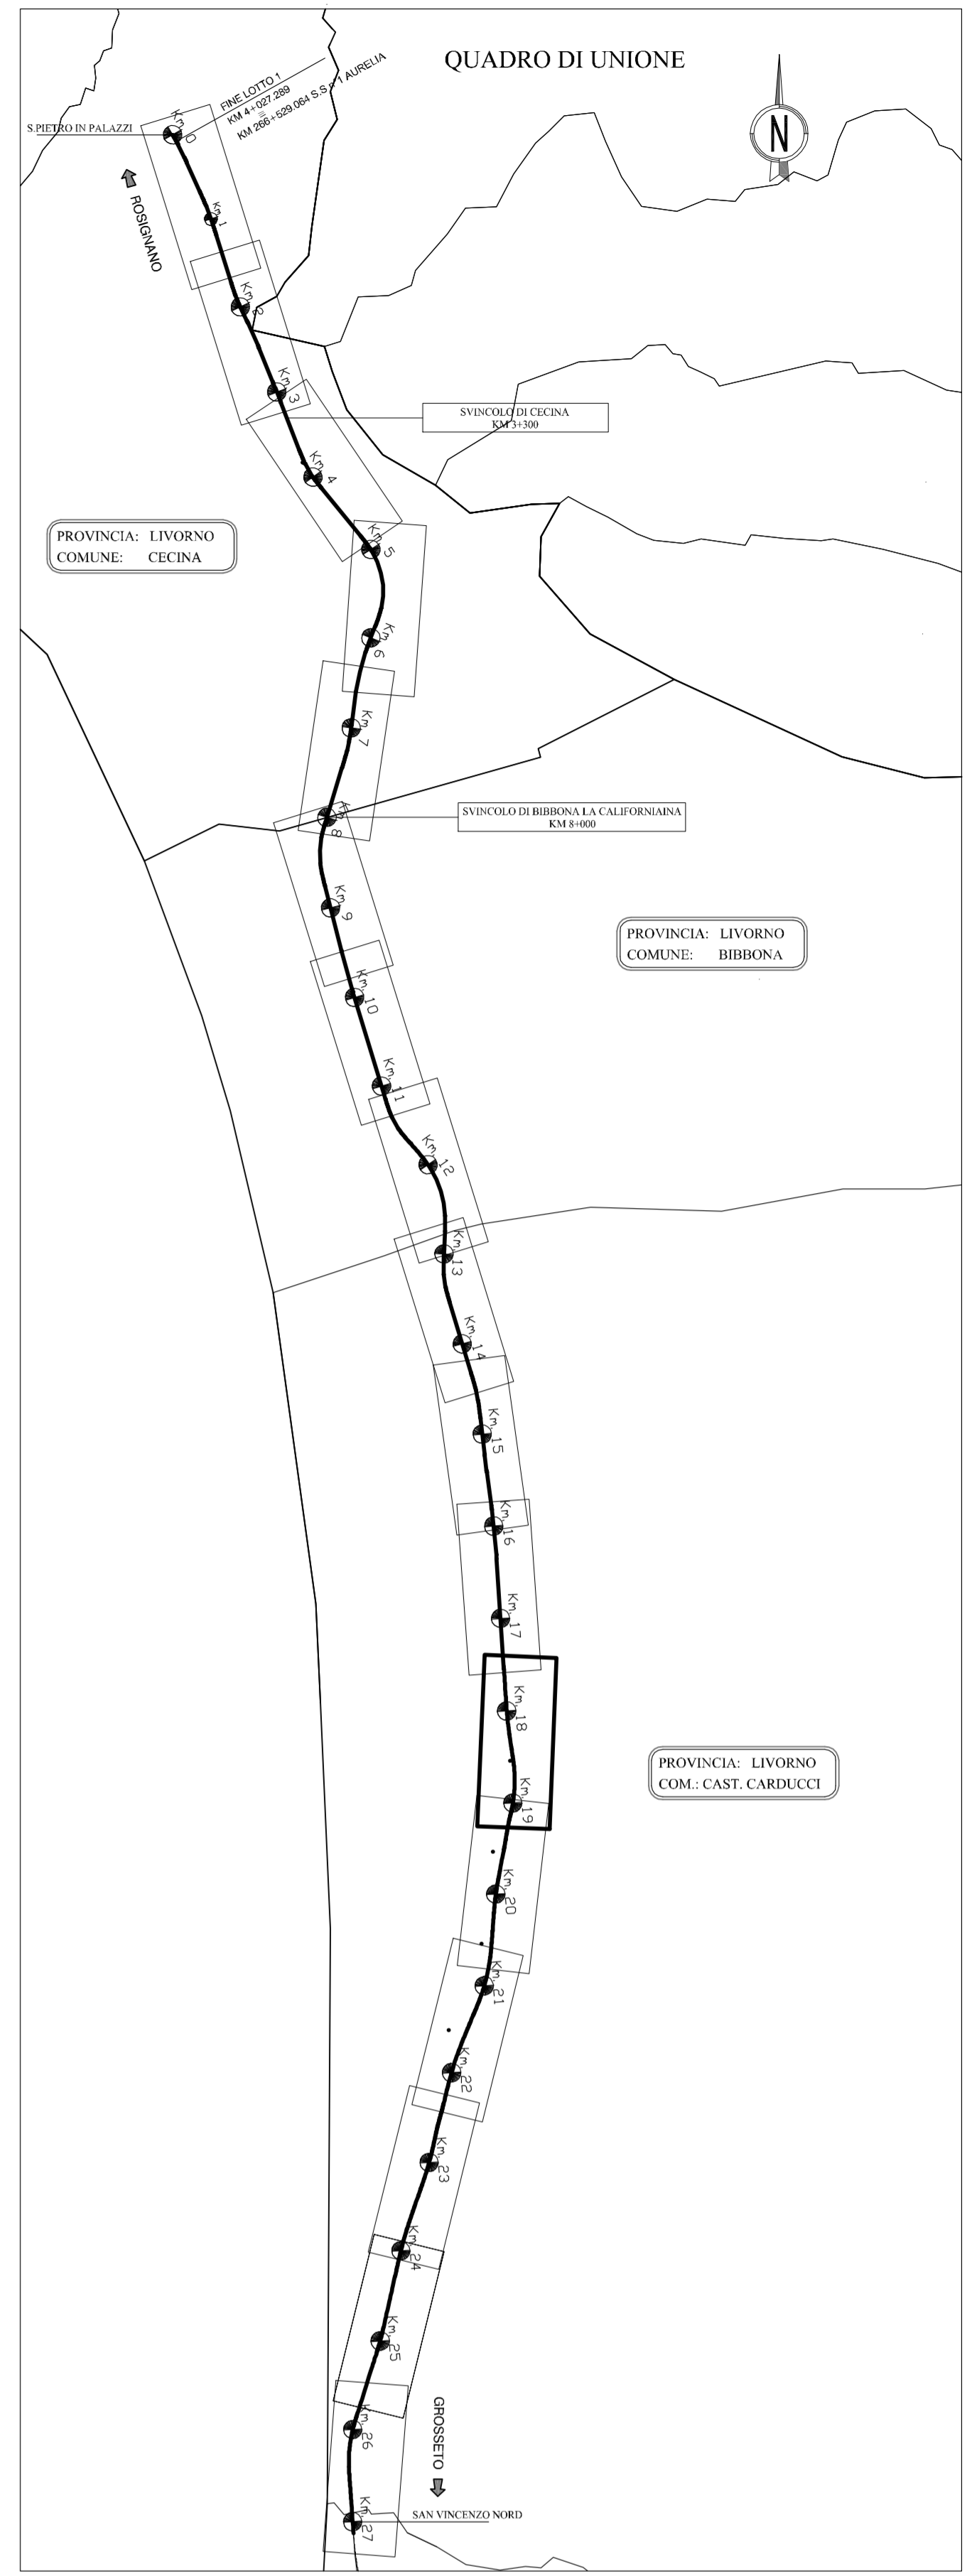 QUADRO DI UNIONE
FINE LOTTO 1
KM 4+027.289
=
KM 266+529.064 S.S n°1 AURELIA
N
S.PIETRO IN PALAZZI
Km. 0
ROSIGNANO
Km. 1
Km. 2
Km. 3
SVINCOLO DI CECINA
KM 3+300
Km. 4
PROVINCIA: LIVORNO
COMUNE: CECINA
Km. 5
Km. 6
Km. 7
Km. 8
SVINCOLO DI BIBBONA LA CALIFORNIAINA
KM 8+000
Km. 9
PROVINCIA: LIVORNO
COMUNE: BIBBONA
Km. 10
Km. 11
Km. 12
Km. 13
Km. 14
Km. 15
Km. 16
Km. 17
Km. 18
PROVINCIA: LIVORNO
COM.: CAST. CARDUCCI
Km. 19
Km. 20
Km. 21
Km. 22
Km. 23
Km. 24
Km. 25
GROSSETO
Km. 26
SAN VINCENZO NORD
Km. 27